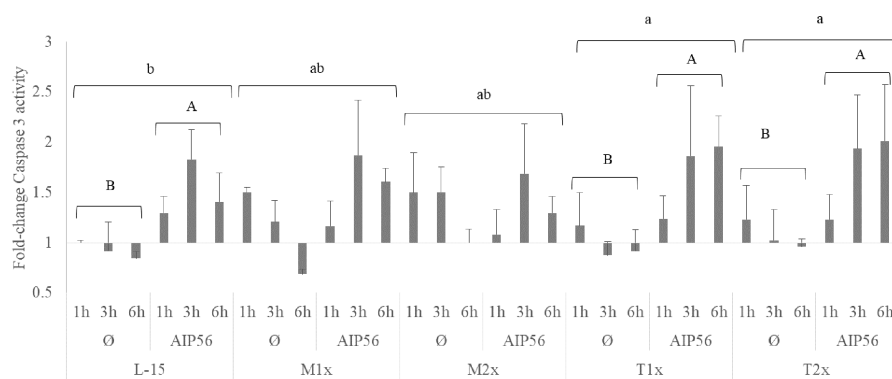 Fold-change Caspase 3 activity
3
2.5
2
1.5
1
0.5
b
ab
ab
a
a
B
A
B
A
B
A
1h 3h 6h 1h 3h 6h 1h 3h 6h 1h 3h 6h 1h 3h 6h 1h 3h 6h 1h 3h 6h 1h 3h 6h 1h 3h 6h 1h 3h 6h
Ø AIP56 Ø AIP56 Ø AIP56 Ø AIP56 Ø AIP56
L-15 M1x M2x T1x T2x